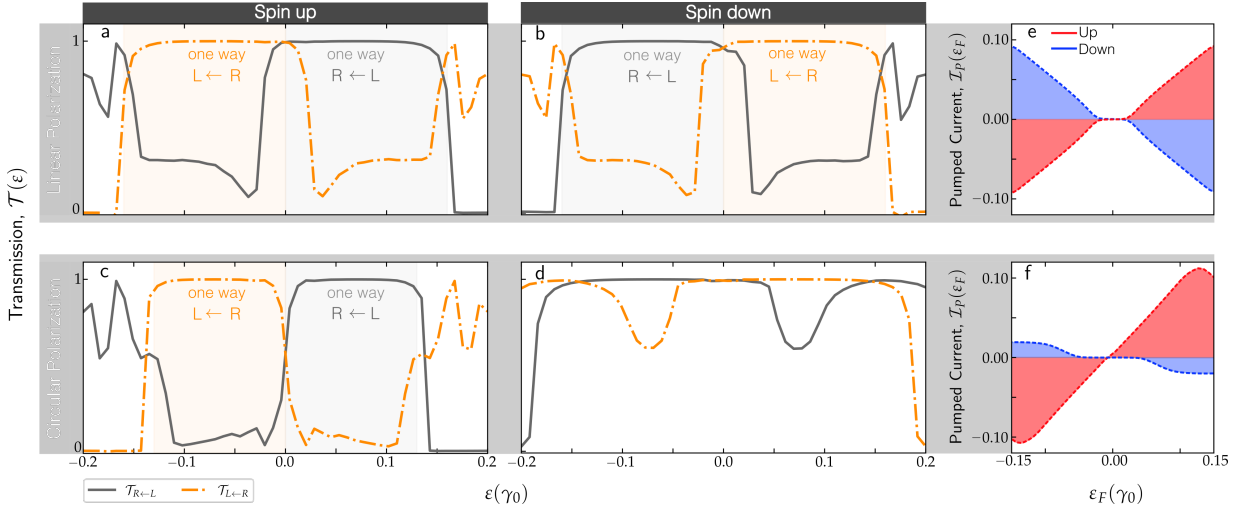 Spin up
Spin down
a
one way
L ← R
one way
R ← L
1
0
Linear Polarization
b
one way
R ← L
one way
L ← R
e
Up
Down
0.10
0.00
−0.10
Pumped Current, 𝓘_P(ε_F)
Transmission, 𝒯(ε)
c
one way
L ← R
one way
R ← L
1
0
Circular Polarization
−0.2
−0.1
0.0
0.1
0.2
d
−0.2
−0.1
0.0
0.1
0.2
f
0.10
0.00
−0.10
Pumped Current, 𝓘_P(ε_F)
−0.15
0.00
0.15
𝒯_{R←L}
𝒯_{L←R}
ε(γ₀)
ε_F(γ₀)